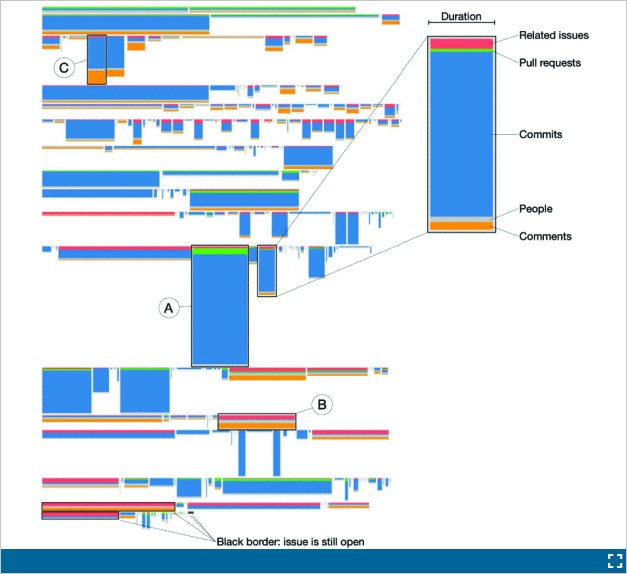 Duration
Related issues
Pull requests
C
Commits
People
Comments
A
B
Black border: issue is still open